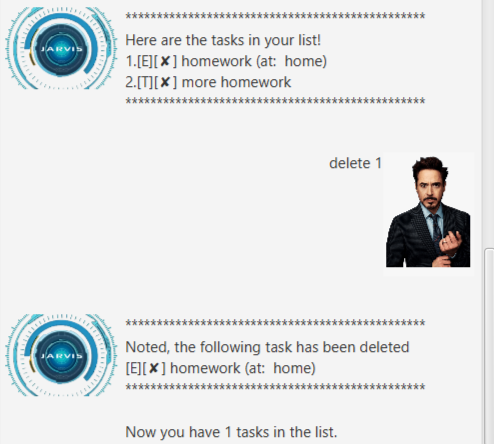 ************************************************
Here are the tasks in your list!
1.[E][✘] homework (at:  home)
2.[T][✘] more homework
************************************************
delete 1
JARVIS
************************************************
Noted, the following task has been deleted
[E][✘] homework (at:  home)
************************************************
JARVIS
Now you have 1 tasks in the list.